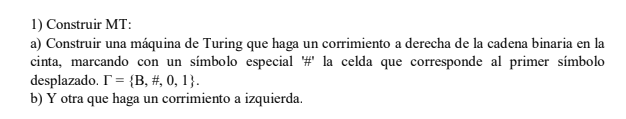 1) Construir MT:
a) Construir una máquina de Turing que haga un corrimiento a derecha de la cadena binaria en la
cinta, marcando con un símbolo especial '#' la celda que corresponde al primer símbolo
desplazado. Γ = {B, #, 0, 1}.
b) Y otra que haga un corrimiento a izquierda.